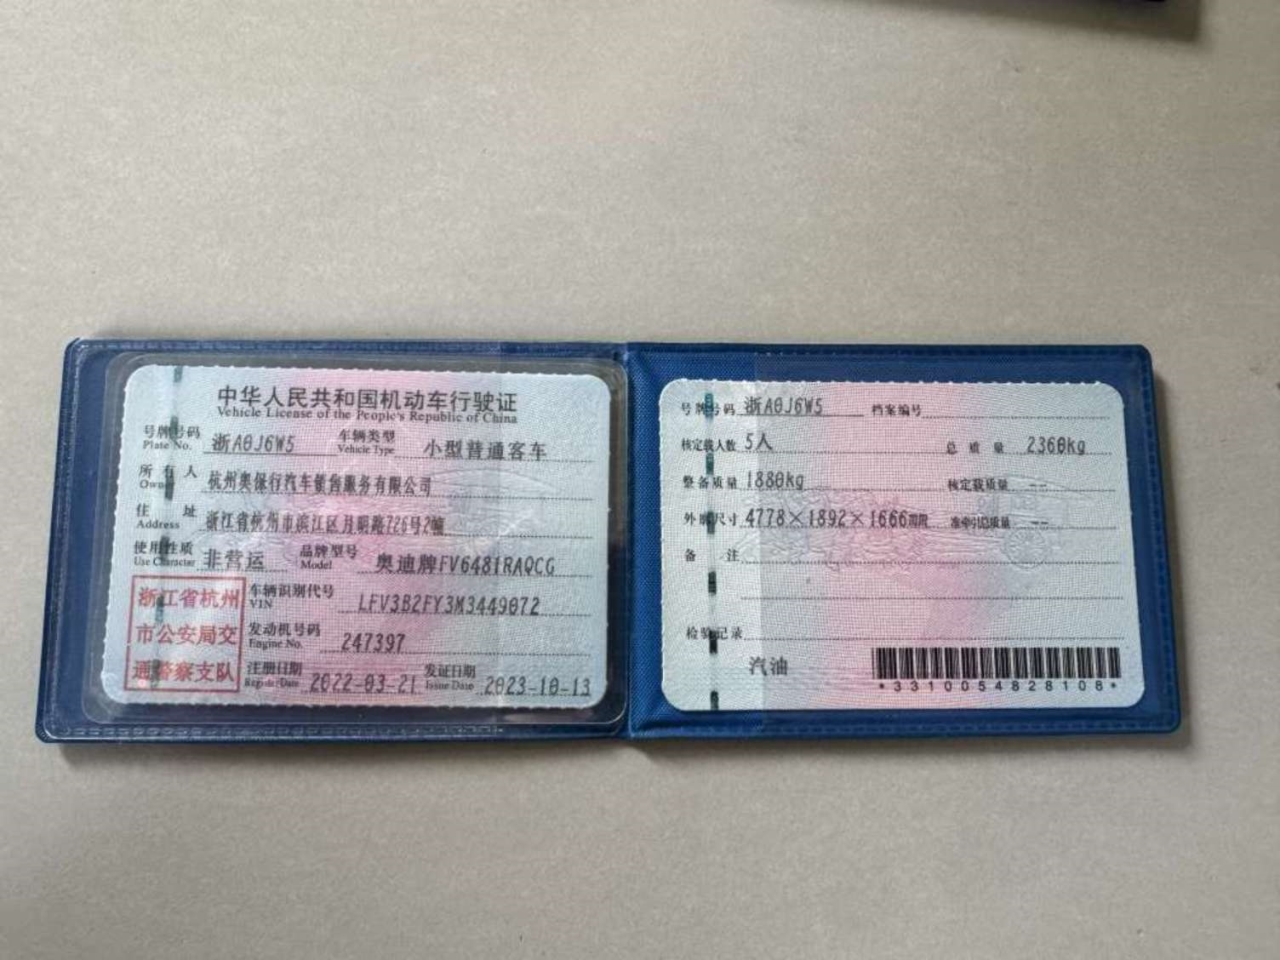 中华人民共和国机动车行驶证
Vehicle License of the People's Republic of China
号牌号码 浙A0J6W5 车辆类型 小型普通客车
Plate No. Vehicle Type
所有人 杭州奥保行汽车销售服务有限公司
Owner
住址 浙江省杭州市滨江区月明路726号2幢
Address
使用性质 非营运 品牌型号 奥迪牌FV6481RAQCG
Use Character Model
浙江省杭州
市公安局交
通警察支队
车辆识别代号 LFV3B2FY3M3449072
VIN
发动机号码 247397
Engine No.
注册日期 2022-03-21 发证日期 2023-10-13
Register Date Issue Date
号牌号码 浙A0J6W5 档案编号
核定载人数 5人 总质量 2360kg
整备质量 1880kg 核定载质量 --
外廓尺寸 4778×1892×1666mm 准牵引总质量 --
备注
检验记录
汽油
*3310054828108*